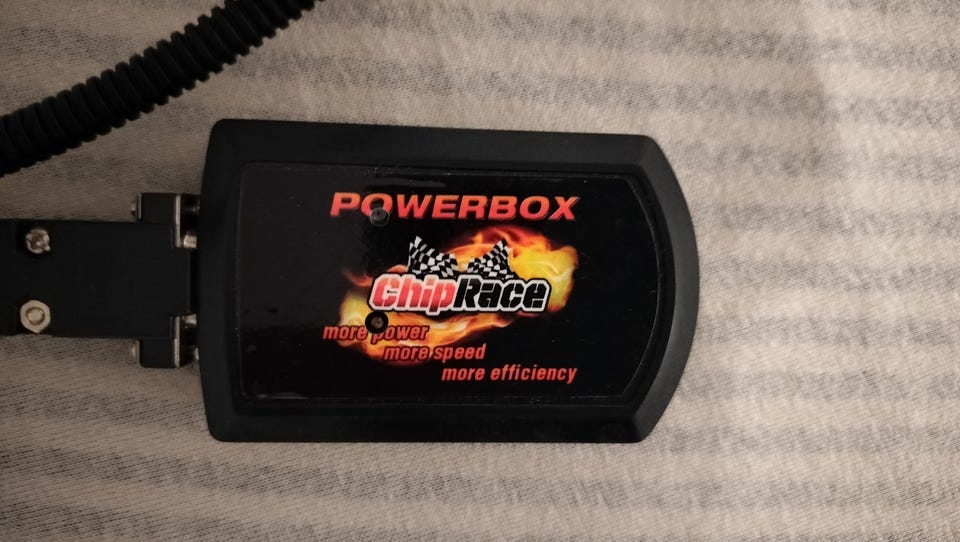 POWERBOX
ChipRace
more power
more speed
more efficiency